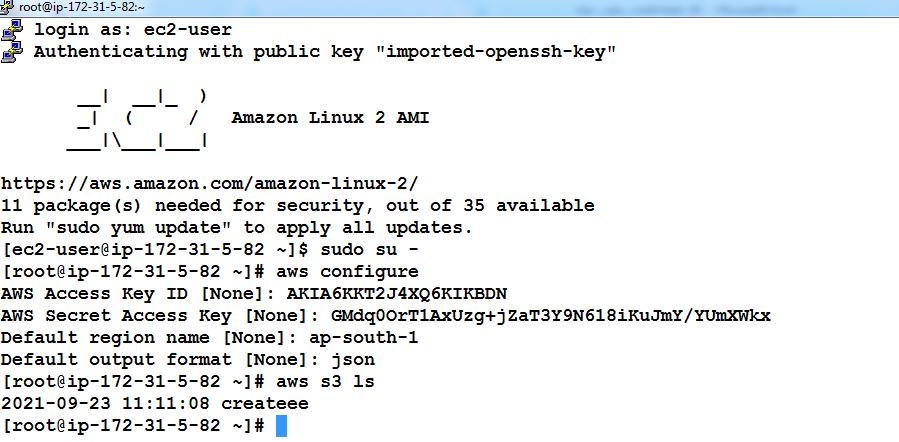 root@ip-172-31-5-82:~
login as: ec2-user
Authenticating with public key "imported-openssh-key"
__|  __|_  )
_|  (     /   Amazon Linux 2 AMI
___|\___|___|
https://aws.amazon.com/amazon-linux-2/
11 package(s) needed for security, out of 35 available
Run "sudo yum update" to apply all updates.
[ec2-user@ip-172-31-5-82 ~]$ sudo su -
[root@ip-172-31-5-82 ~]# aws configure
AWS Access Key ID [None]: AKIA6KKT2J4XQ6KIKBDN
AWS Secret Access Key [None]: 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
Default region name [None]: ap-south-1
Default output format [None]: json
[root@ip-172-31-5-82 ~]# aws s3 ls
2021-09-23 11:11:08 createee
[root@ip-172-31-5-82 ~]#